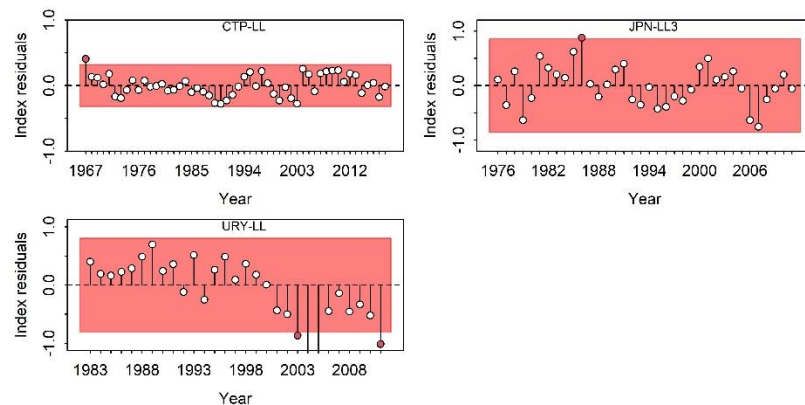 CTP-LL
Index residuals
1.0
0.0
-1.0
1967 1976 1985 1994 2003 2012
Year
JPN-LL3
Index residuals
1.0
0.0
-1.0
1976 1982 1988 1994 2000 2006
Year
URY-LL
Index residuals
1.0
0.0
-1.0
1983 1988 1993 1998 2003 2008
Year